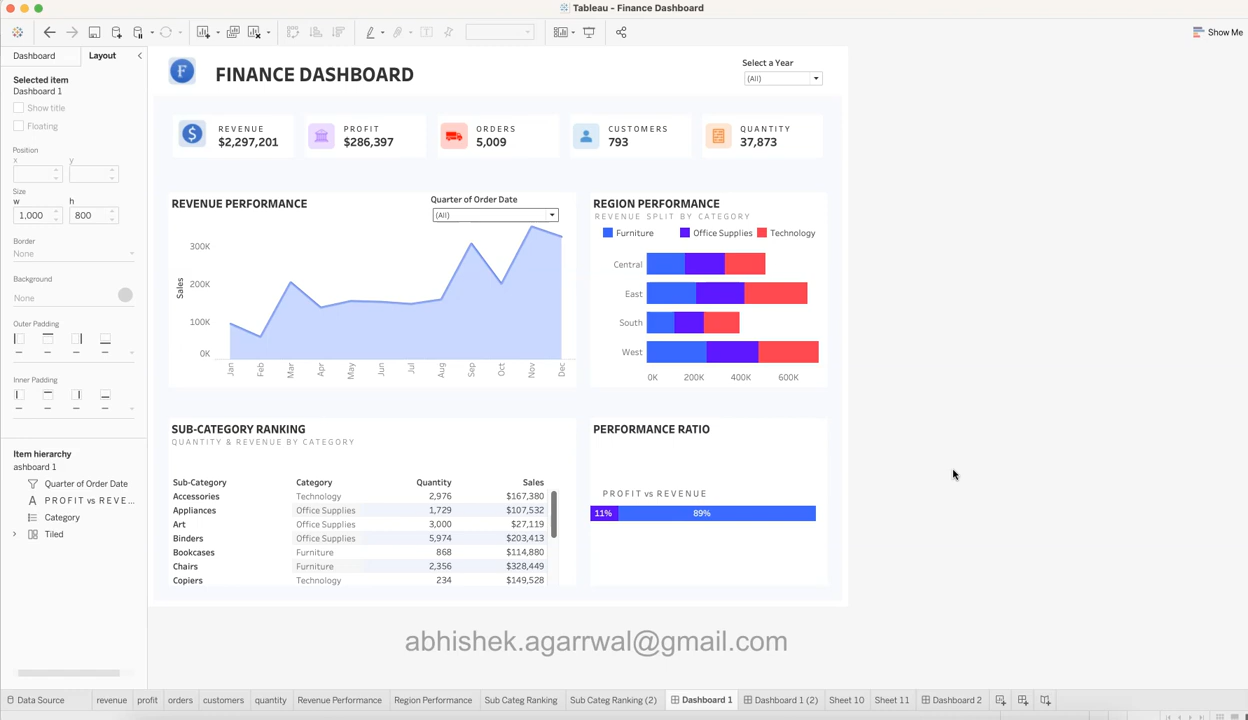 Tableau - Finance Dashboard
Show Me
Dashboard Layout
Selected item
Dashboard 1
Show title
Floating
Position
x y
Size
w h
1,000 800
Border
None
Background
None
Outer Padding
Inner Padding
Item hierarchy
ashboard 1
Quarter of Order Date
A PROFIT vs REVE...
Category
Tiled
F FINANCE DASHBOARD
Select a Year
(All)
$ REVENUE
$2,297,201
PROFIT
$286,397
ORDERS
5,009
CUSTOMERS
793
QUANTITY
37,873
REVENUE PERFORMANCE
Quarter of Order Date
(All)
Sales
300K
200K
100K
0K
Jan Feb Mar Apr May Jun Jul Aug Sep Oct Nov Dec
REGION PERFORMANCE
REVENUE SPLIT BY CATEGORY
Furniture Office Supplies Technology
Central
East
South
West
0K 200K 400K 600K
SUB-CATEGORY RANKING
QUANTITY & REVENUE BY CATEGORY
Sub-Category Category Quantity Sales
Accessories Technology 2,976 $167,380
Appliances Office Supplies 1,729 $107,532
Art Office Supplies 3,000 $27,119
Binders Office Supplies 5,974 $203,413
Bookcases Furniture 868 $114,880
Chairs Furniture 2,356 $328,449
Copiers Technology 234 $149,528
PERFORMANCE RATIO
PROFIT vs REVENUE
11% 89%
abhishek.agarrwal@gmail.com
Data Source revenue profit orders customers quantity Revenue Performance Region Performance Sub Categ Ranking Sub Categ Ranking (2) Dashboard 1 Dashboard 1 (2) Sheet 10 Sheet 11 Dashboard 2